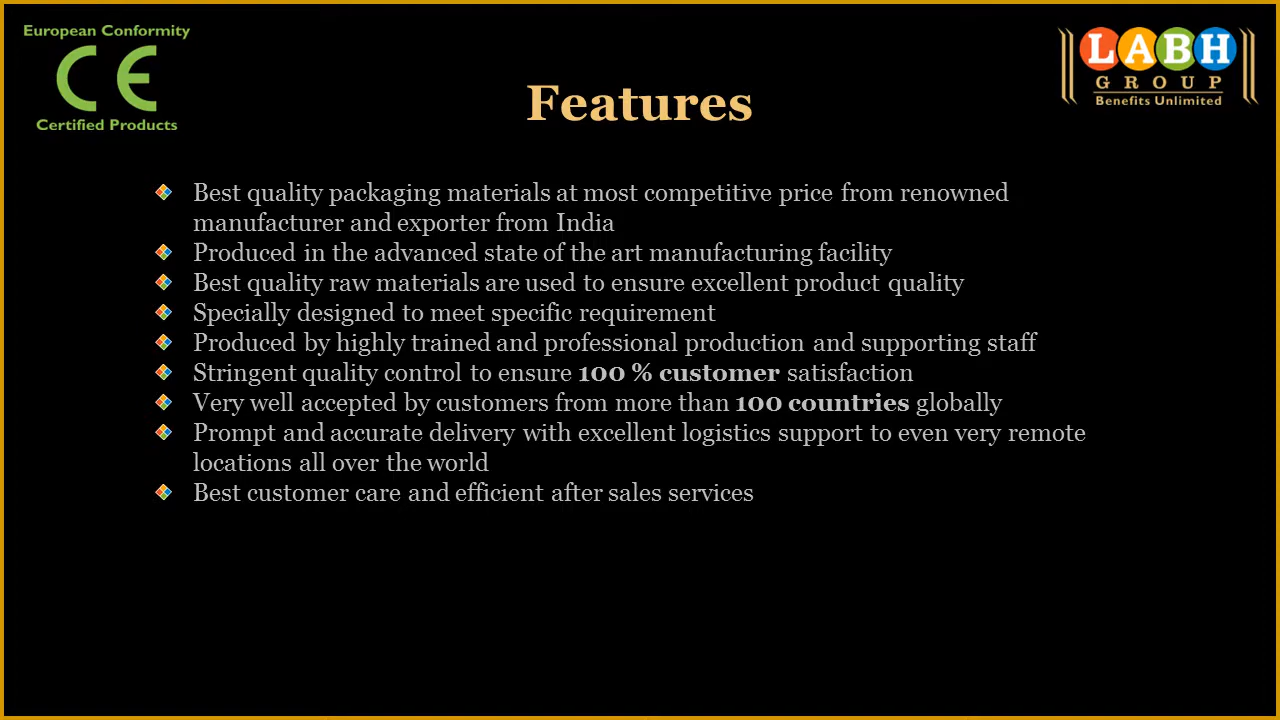 European Conformity
CE
Certified Products
LABH
GROUP
Benefits Unlimited
Features
Best quality packaging materials at most competitive price from renowned
manufacturer and exporter from India
Produced in the advanced state of the art manufacturing facility
Best quality raw materials are used to ensure excellent product quality
Specially designed to meet specific requirement
Produced by highly trained and professional production and supporting staff
Stringent quality control to ensure 100 % customer satisfaction
Very well accepted by customers from more than 100 countries globally
Prompt and accurate delivery with excellent logistics support to even very remote
locations all over the world
Best customer care and efficient after sales services